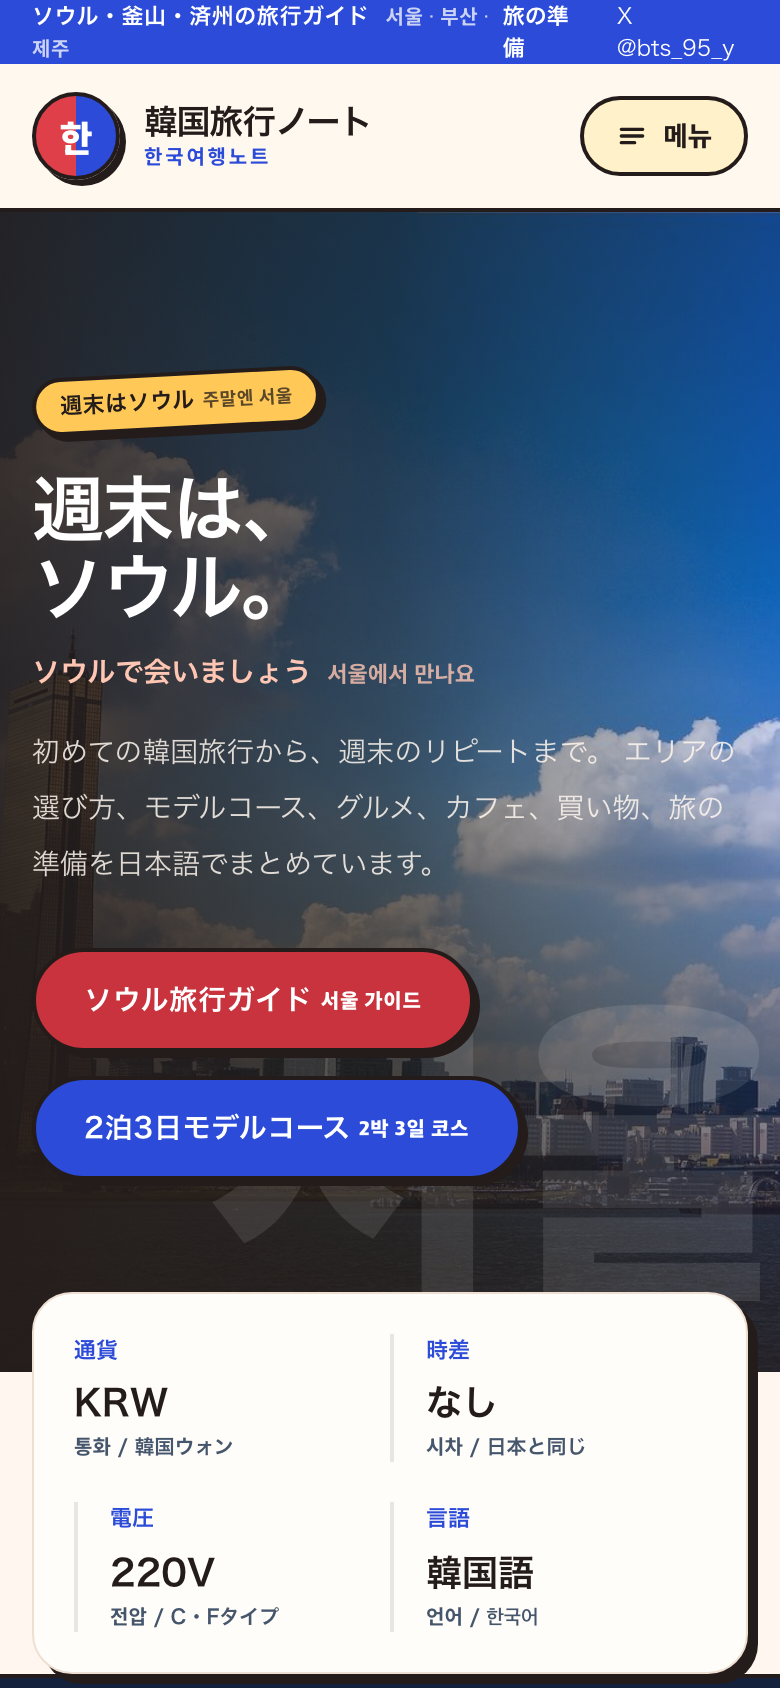 ソウル・釜山・済州の旅行ガイド 서울 · 부산 · 제주
旅の準備
X @bts_95_y
한
韓国旅行ノート
한국여행노트
메뉴
週末はソウル 주말엔 서울
週末は、
ソウル。
ソウルで会いましょう 서울에서 만나요
初めての韓国旅行から、週末のリピートまで。 エリアの
選び方、モデルコース、グルメ、カフェ、買い物、旅の
準備を日本語でまとめています。
ソウル旅行ガイド 서울 가이드
2泊3日モデルコース 2박 3일 코스
서울
通貨
KRW
통화 / 韓国ウォン
時差
なし
시차 / 日本と同じ
電圧
220V
전압 / C・Fタイプ
言語
韓国語
언어 / 한국어